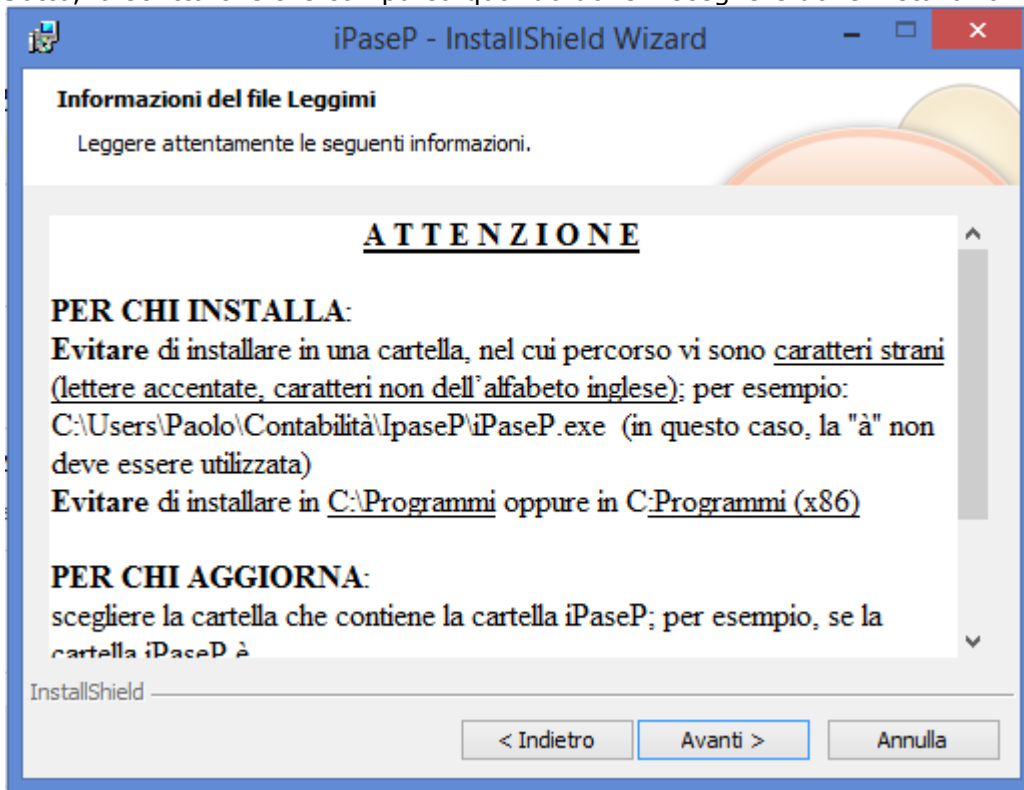 iPaseP - InstallShield Wizard
Informazioni del file Leggimi
Leggere attentamente le seguenti informazioni.
A T T E N Z I O N E
PER CHI INSTALLA:
Evitare di installare in una cartella, nel cui percorso vi sono caratteri strani
(lettere accentate, caratteri non dell'alfabeto inglese); per esempio:
C:\Users\Paolo\Contabilità\IpaseP\iPaseP.exe (in questo caso, la "à" non
deve essere utilizzata)
Evitare di installare in C:\Programmi oppure in C:Programmi (x86)
PER CHI AGGIORNA:
scegliere la cartella che contiene la cartella iPaseP; per esempio, se la
cartella iPaseP è
InstallShield
< Indietro
Avanti >
Annulla